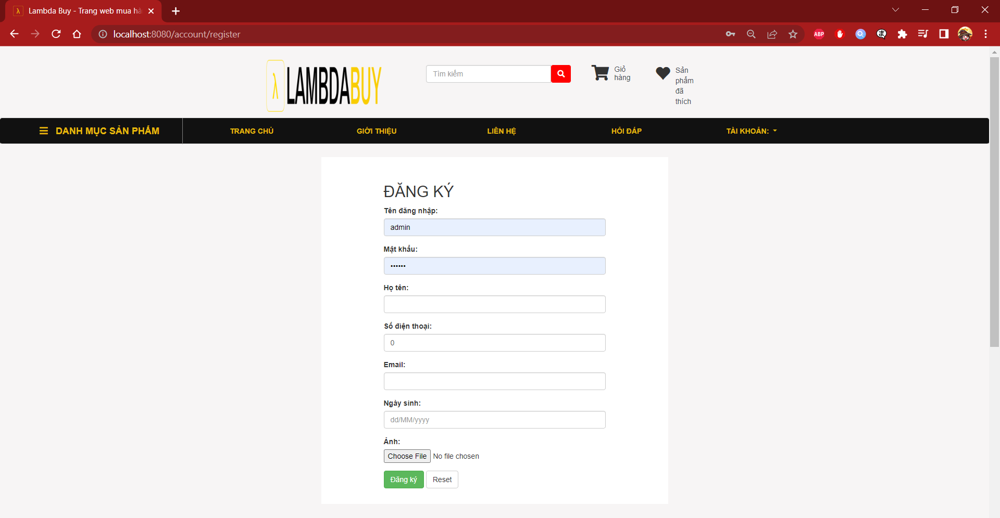 λ Lambda Buy - Trang web mua hà
localhost:8080/account/register
ABP
λ LAMBDABUY
Tìm kiếm
Giỏ
hàng
Sản
phẩm
đã
thích
DANH MỤC SẢN PHẨM
TRANG CHỦ
GIỚI THIỆU
LIÊN HỆ
HỎI ĐÁP
TÀI KHOẢN:
ĐĂNG KÝ
Tên đăng nhập:
admin
Mật khẩu:
••••••
Họ tên:
Số điện thoại:
0
Email:
Ngày sinh:
dd/MM/yyyy
Ảnh:
Choose File No file chosen
Đăng ký Reset